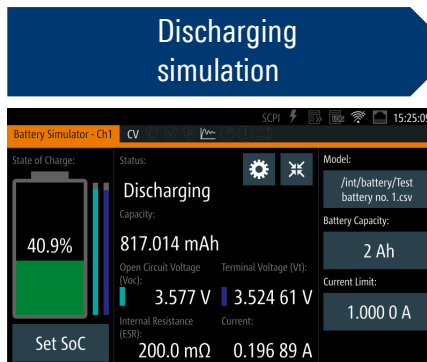 Discharging
simulation
SCPI 15:25:09
Battery Simulator - Ch1 CV
State of Charge:
40.9%
Set SoC
Status:
Discharging
Capacity:
817.014 mAh
Open Circuit Voltage
(Voc):
3.577 V
Terminal Voltage (Vt):
3.524 61 V
Internal Resistance
(ESR):
200.0 mΩ
Current:
0.196 89 A
Model:
/int/battery/Test
battery no. 1.csv
Battery Capacity:
2 Ah
Current Limit:
1.000 0 A